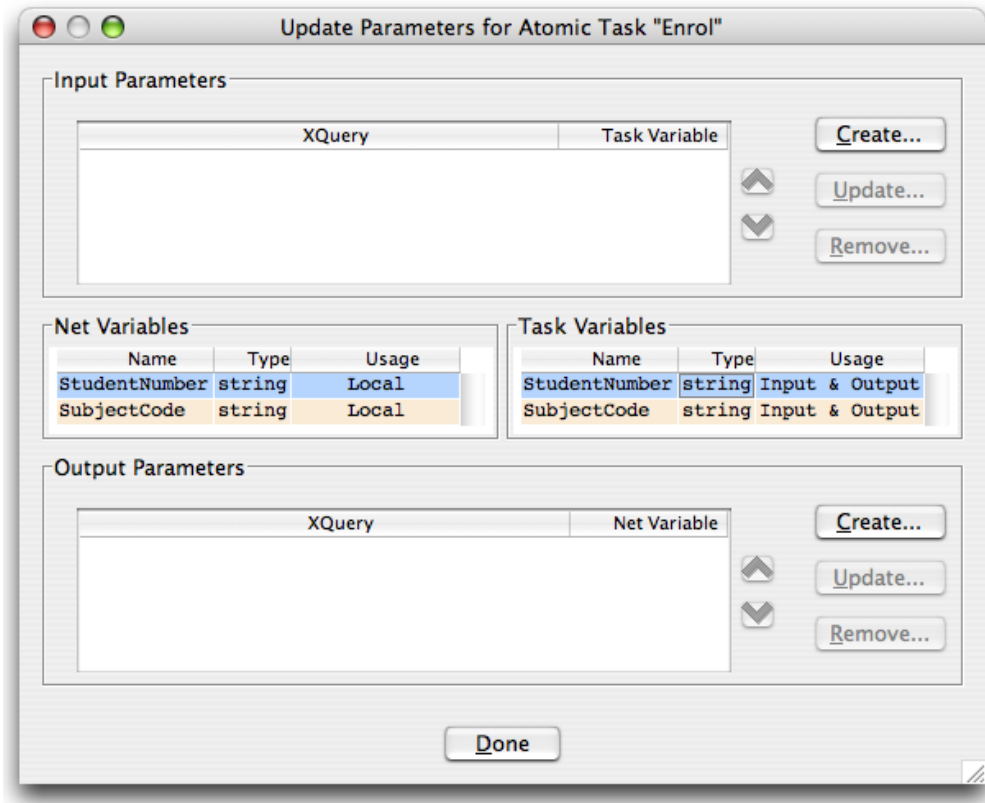 Update Parameters for Atomic Task "Enrol"
Input Parameters
XQuery Task Variable
Create...
Update...
Remove...
Net Variables
Name Type Usage
StudentNumber string Local
SubjectCode string Local
Task Variables
Name Type Usage
StudentNumber string Input & Output
SubjectCode string Input & Output
Output Parameters
XQuery Net Variable
Create...
Update...
Remove...
Done